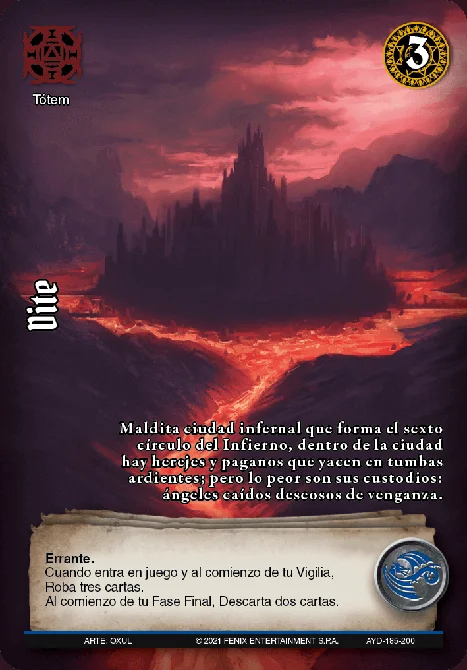 3
Tótem
Dite
Maldita ciudad infernal que forma el sexto
círculo del Infierno, dentro de la ciudad
hay herejes y paganos que yacen en tumbas
ardientes; pero lo peor son sus custodios:
ángeles caídos deseosos de venganza.
Errante.
Cuando entra en juego y al comienzo de tu Vigilia,
Roba tres cartas.
Al comienzo de tu Fase Final, Descarta dos cartas.
ARTE: OXUL © 2021 FENIX ENTERTAINMENT S.P.A. AYD-185-200